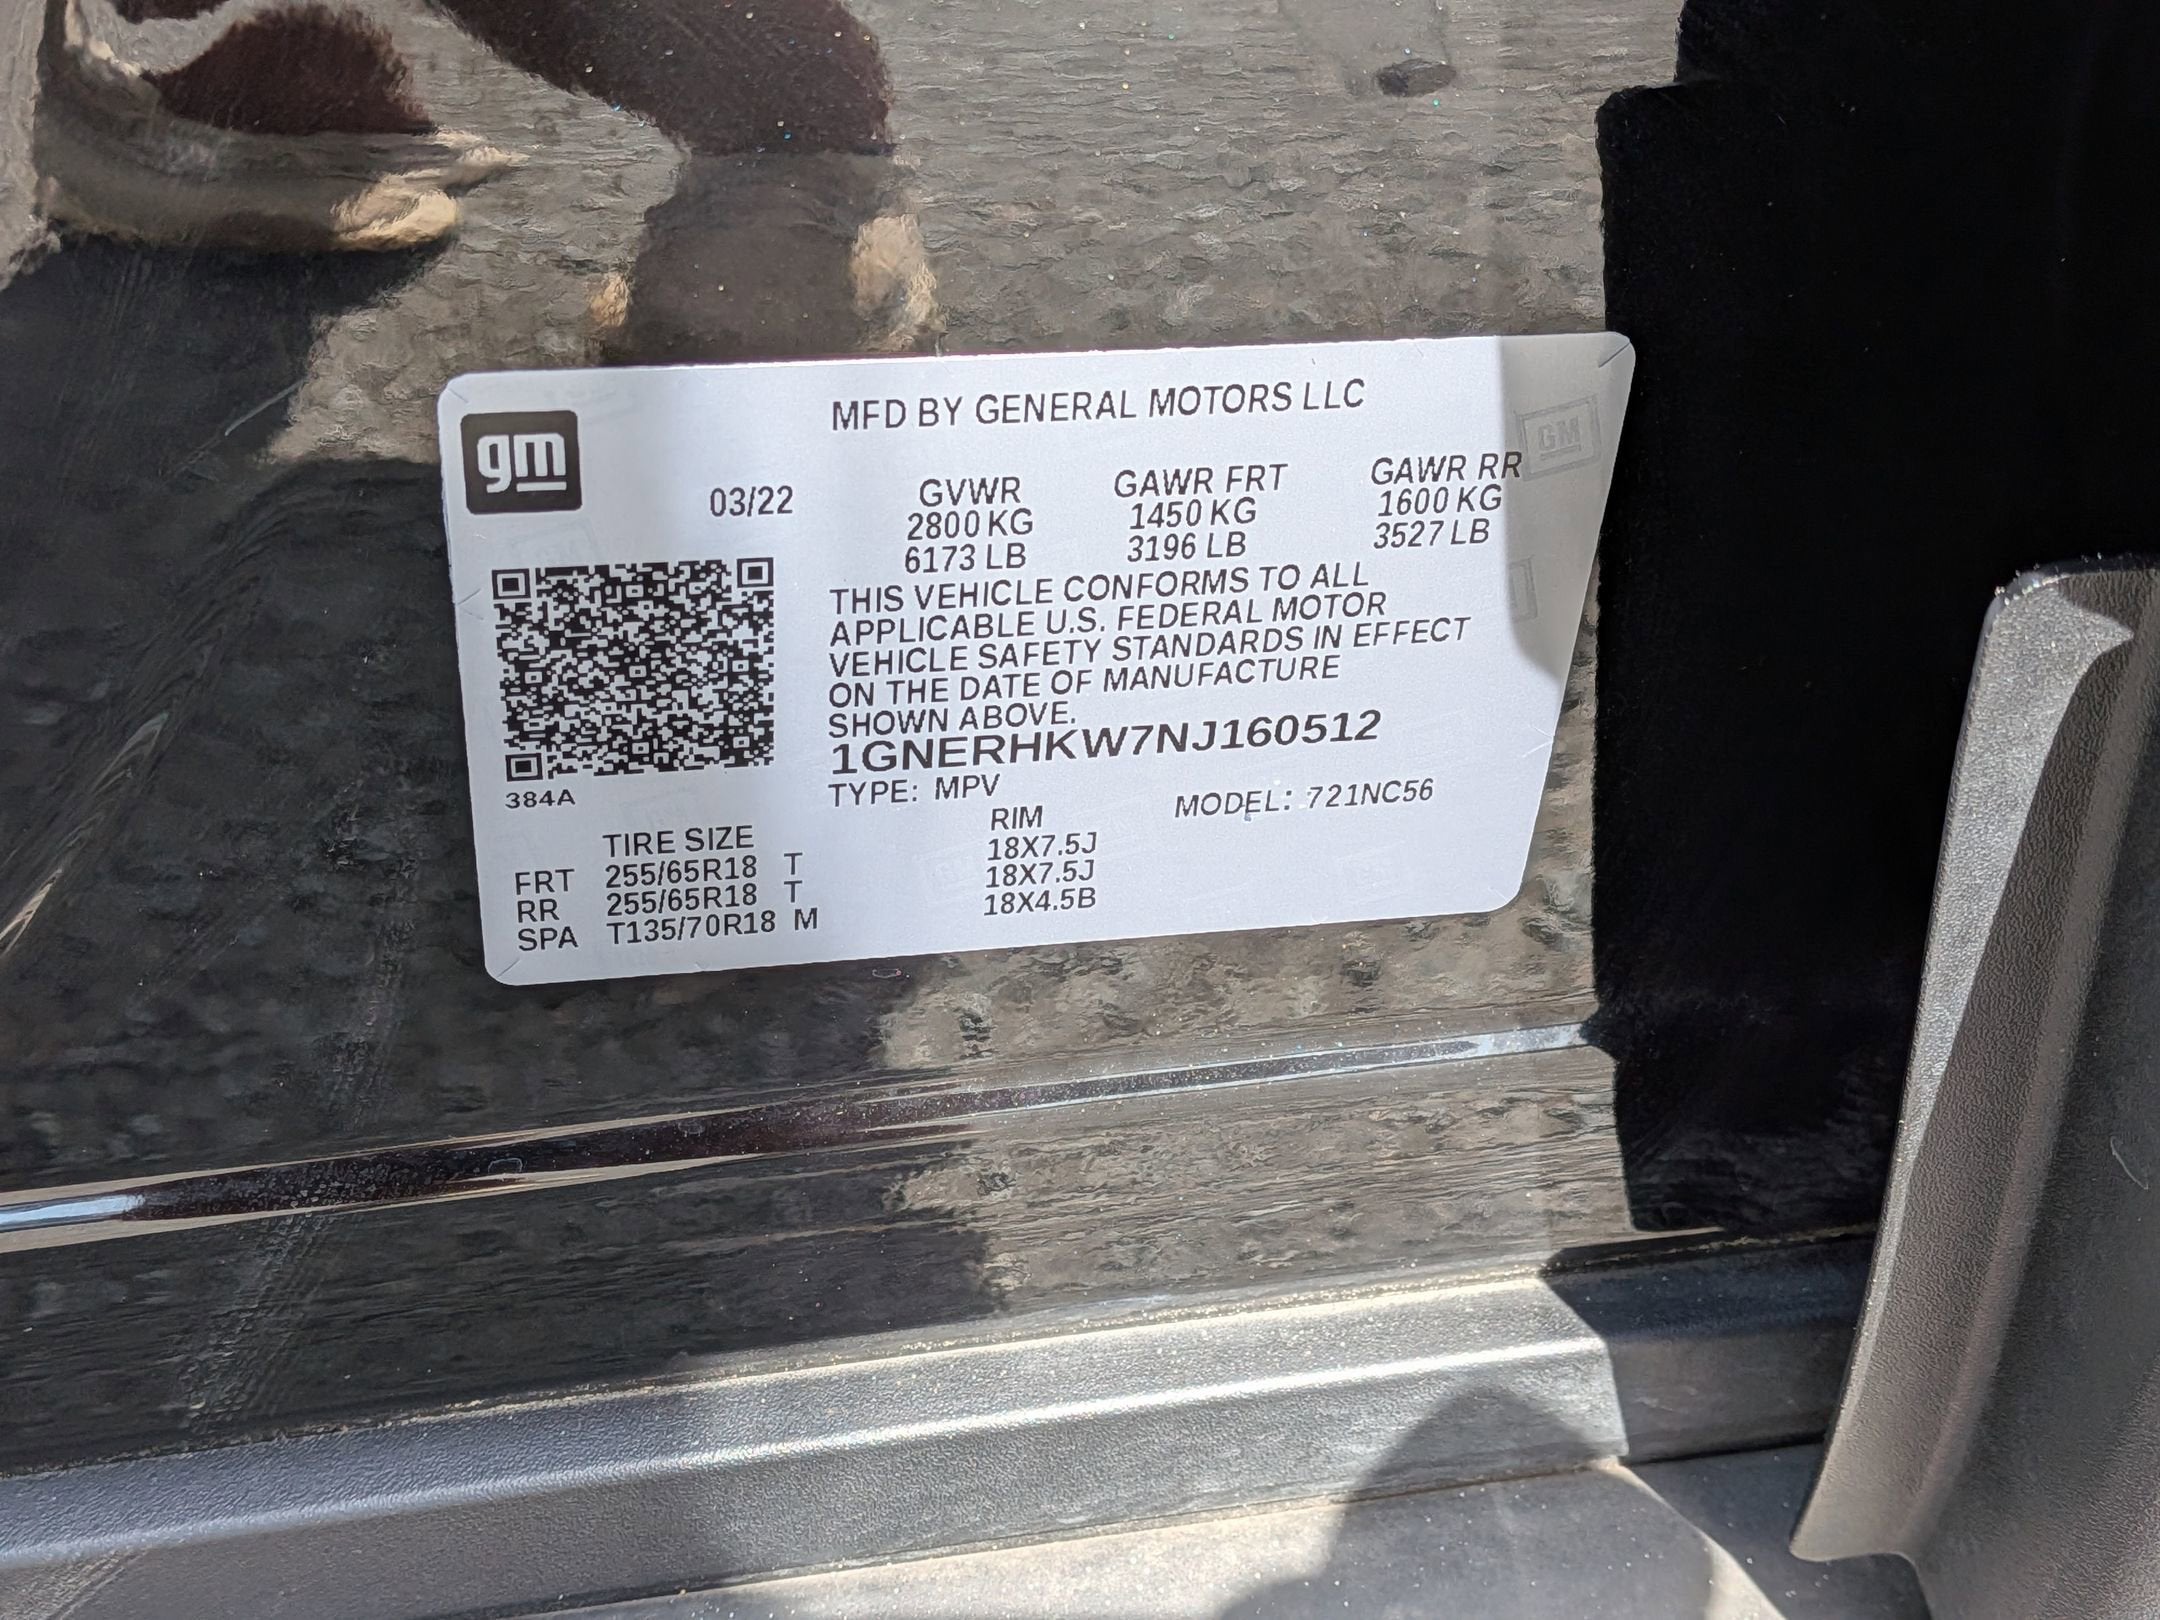 gm
MFD BY GENERAL MOTORS LLC
GM
03/22
GVWR GAWR FRT GAWR RR
2800 KG 1450 KG 1600 KG
6173 LB 3196 LB 3527 LB
THIS VEHICLE CONFORMS TO ALL
APPLICABLE U.S. FEDERAL MOTOR
VEHICLE SAFETY STANDARDS IN EFFECT
ON THE DATE OF MANUFACTURE
SHOWN ABOVE.
1GNERHKW7NJ160512
384A
TYPE: MPV MODEL: 721NC56
TIRE SIZE RIM
FRT 255/65R18 T 18X7.5J
RR 255/65R18 T 18X7.5J
SPA T135/70R18 M 18X4.5B